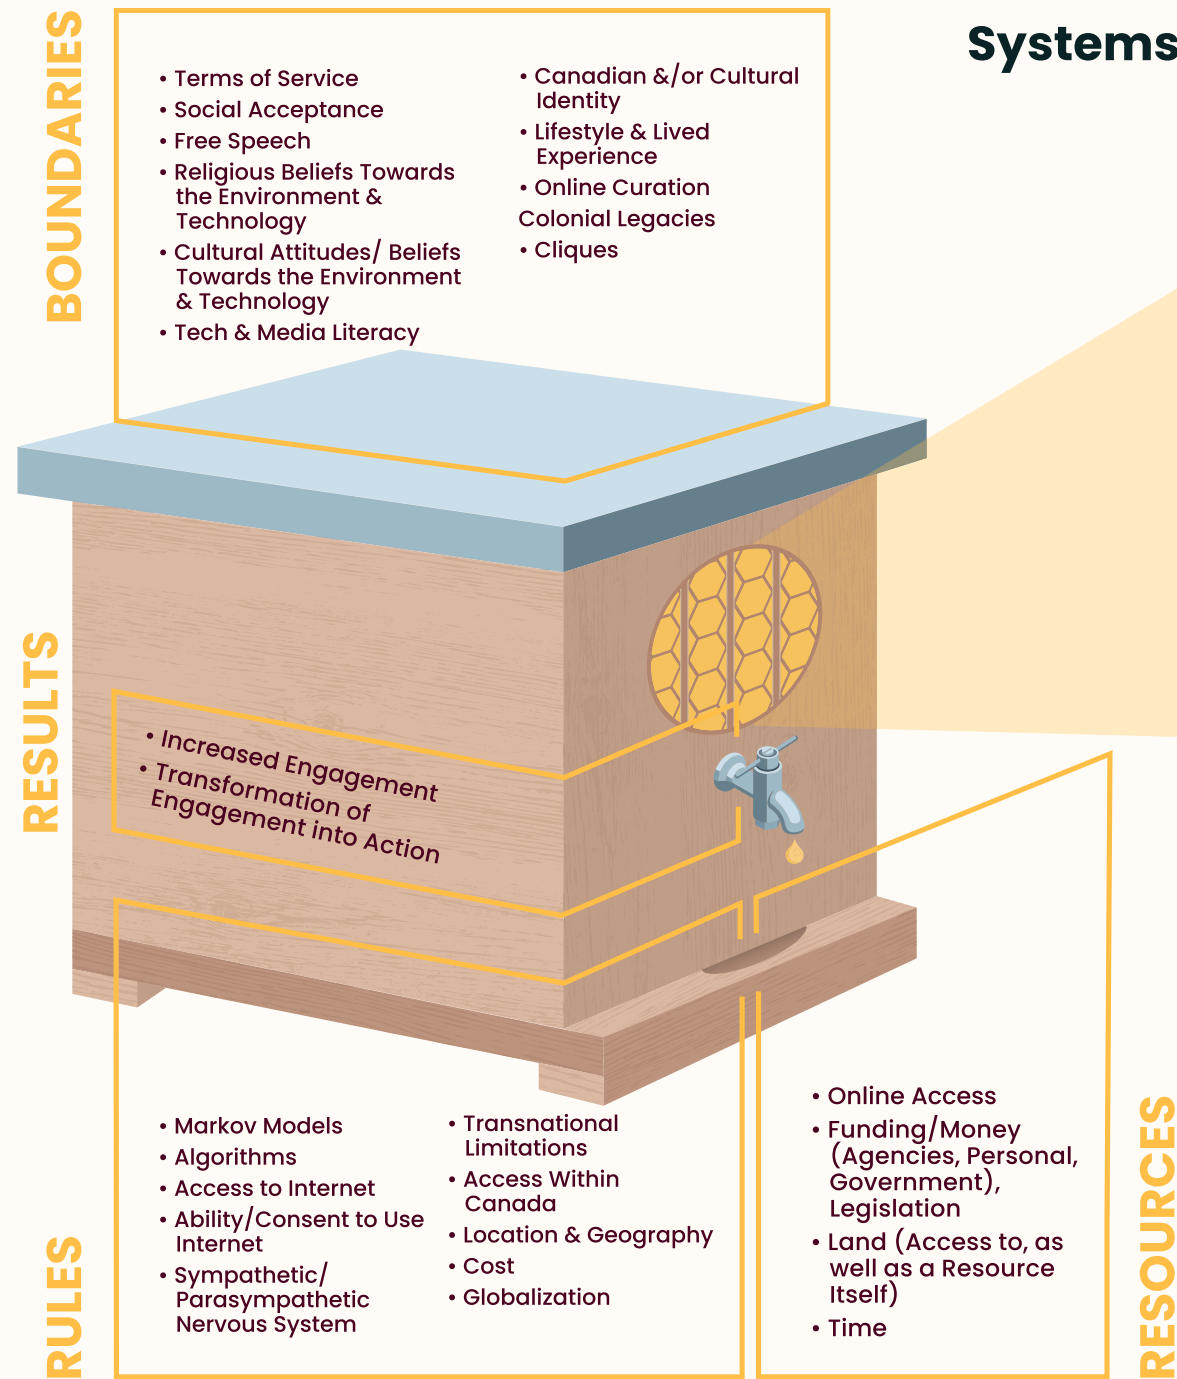 Systems
BOUNDARIES
• Terms of Service
• Social Acceptance
• Free Speech
• Religious Beliefs Towards
the Environment &
Technology
• Cultural Attitudes/ Beliefs
Towards the Environment
& Technology
• Tech & Media Literacy
• Canadian &/or Cultural
Identity
• Lifestyle & Lived
Experience
• Online Curation
Colonial Legacies
• Cliques
RESULTS
• Increased Engagement
• Transformation of
Engagement into Action
RULES
• Markov Models
• Algorithms
• Access to Internet
• Ability/Consent to Use
Internet
• Sympathetic/
Parasympathetic
Nervous System
• Transnational
Limitations
• Access Within
Canada
• Location & Geography
• Cost
• Globalization
RESOURCES
• Online Access
• Funding/Money
(Agencies, Personal,
Government),
Legislation
• Land (Access to, as
well as a Resource
Itself)
• Time